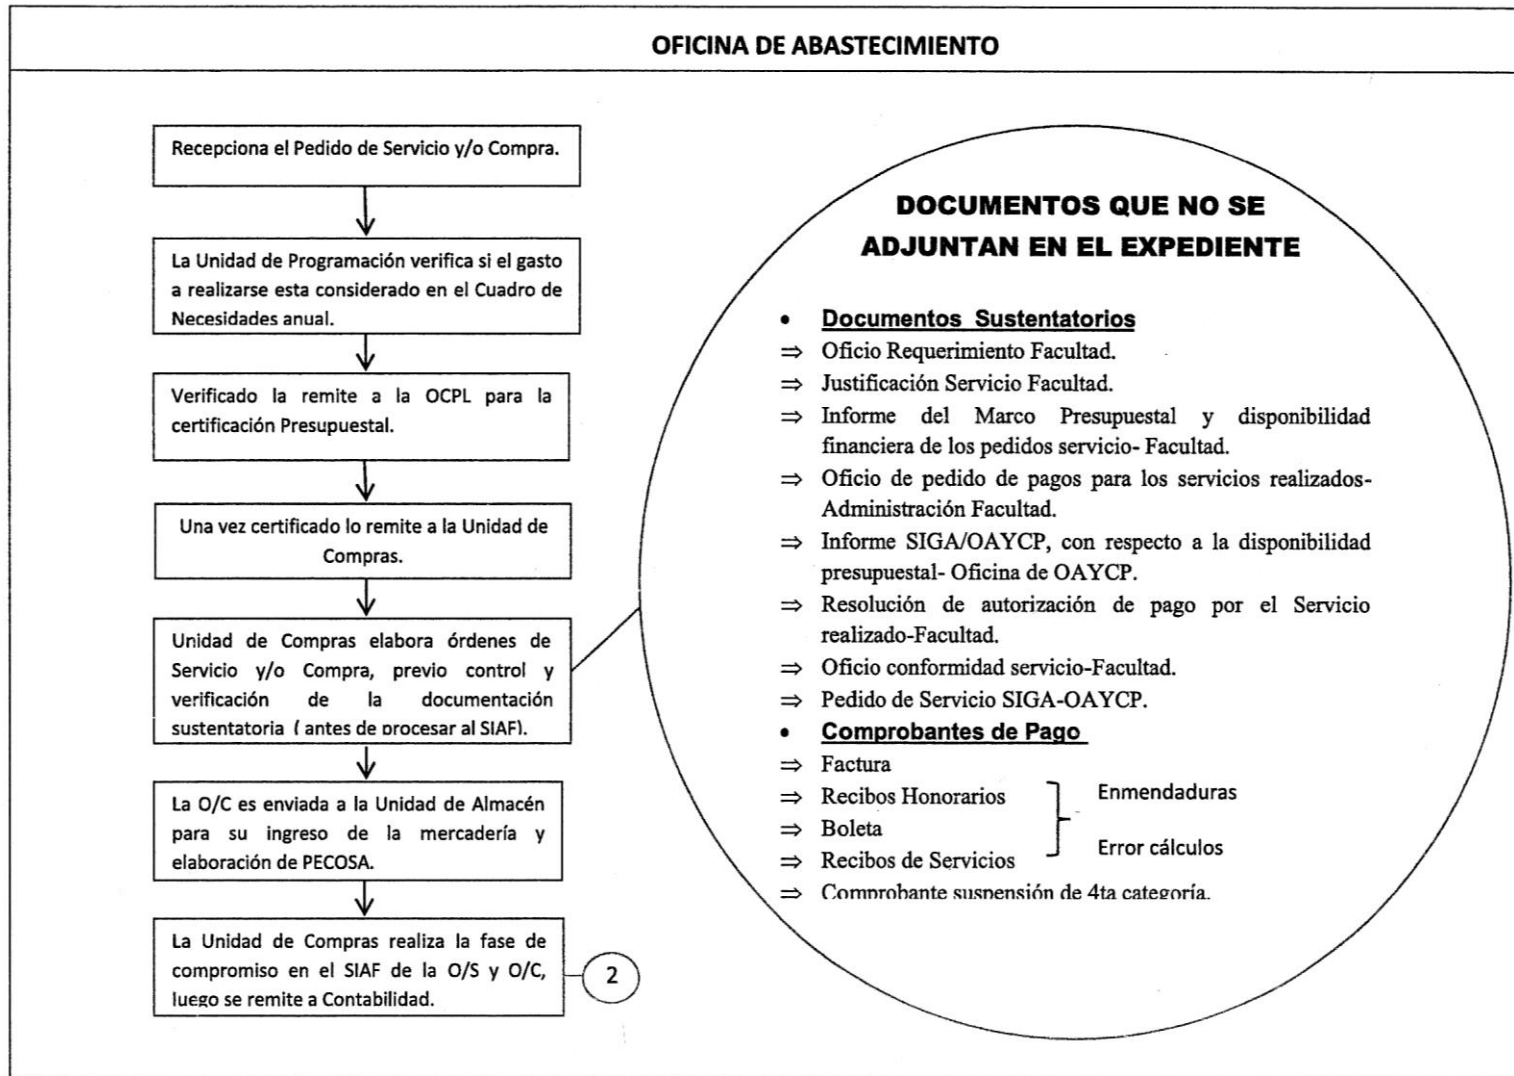 OFICINA DE ABASTECIMIENTO
Recepciona el Pedido de Servicio y/o Compra.
La Unidad de Programación verifica si el gasto
a realizarse esta considerado en el Cuadro de
Necesidades anual.
Verificado la remite a la OCPL para la
certificación Presupuestal.
Una vez certificado lo remite a la Unidad de
Compras.
Unidad de Compras elabora órdenes de
Servicio y/o Compra, previo control y
verificación de la documentación
sustentatoria ( antes de procesar al SIAF).
La O/C es enviada a la Unidad de Almacén
para su ingreso de la mercadería y
elaboración de PECOSA.
La Unidad de Compras realiza la fase de
compromiso en el SIAF de la O/S y O/C,
luego se remite a Contabilidad.
2
DOCUMENTOS QUE NO SE
ADJUNTAN EN EL EXPEDIENTE
• Documentos Sustentatorios
⇒ Oficio Requerimiento Facultad.
⇒ Justificación Servicio Facultad.
⇒ Informe del Marco Presupuestal y disponibilidad
financiera de los pedidos servicio- Facultad.
⇒ Oficio de pedido de pagos para los servicios realizados-
Administración Facultad.
⇒ Informe SIGA/OAYCP, con respecto a la disponibilidad
presupuestal- Oficina de OAYCP.
⇒ Resolución de autorización de pago por el Servicio
realizado-Facultad.
⇒ Oficio conformidad servicio-Facultad.
⇒ Pedido de Servicio SIGA-OAYCP.
• Comprobantes de Pago
⇒ Factura
⇒ Recibos Honorarios
⇒ Boleta
⇒ Recibos de Servicios
Enmendaduras
Error cálculos
⇒ Comprobante suspensión de 4ta categoría.